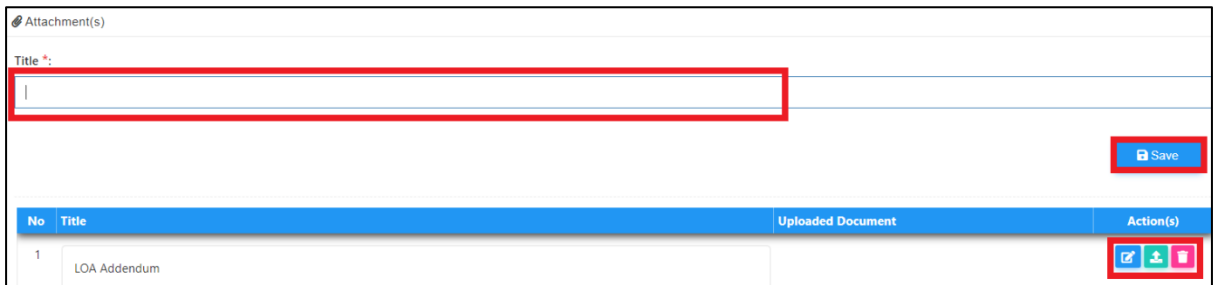 Attachment(s)
Title *:
Save
No Title Uploaded Document Action(s)
1
LOA Addendum